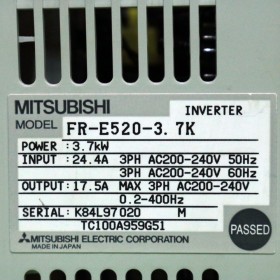 MITSUBISHI INVERTER
MODEL FR-E520-3.7K
POWER : 3.7kW
INPUT : 24.4A 3PH AC200-240V 50Hz
3PH AC200-240V 60Hz
OUTPUT: 17.5A MAX 3PH AC200-240V
0.2-400Hz
SERIAL: K84L97020 M
TC100A959G51
PASSED
MITSUBISHI ELECTRIC CORPORATION
MADE IN JAPAN